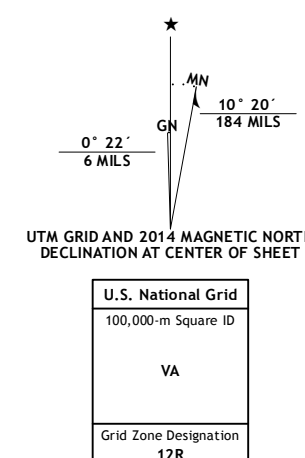 ★
MN
GN
10° 20´
184 MILS
0° 22´
6 MILS
UTM GRID AND 2014 MAGNETIC NORT
DECLINATION AT CENTER OF SHEET
U.S. National Grid
100,000-m Square ID
VA
Grid Zone Designation
12R